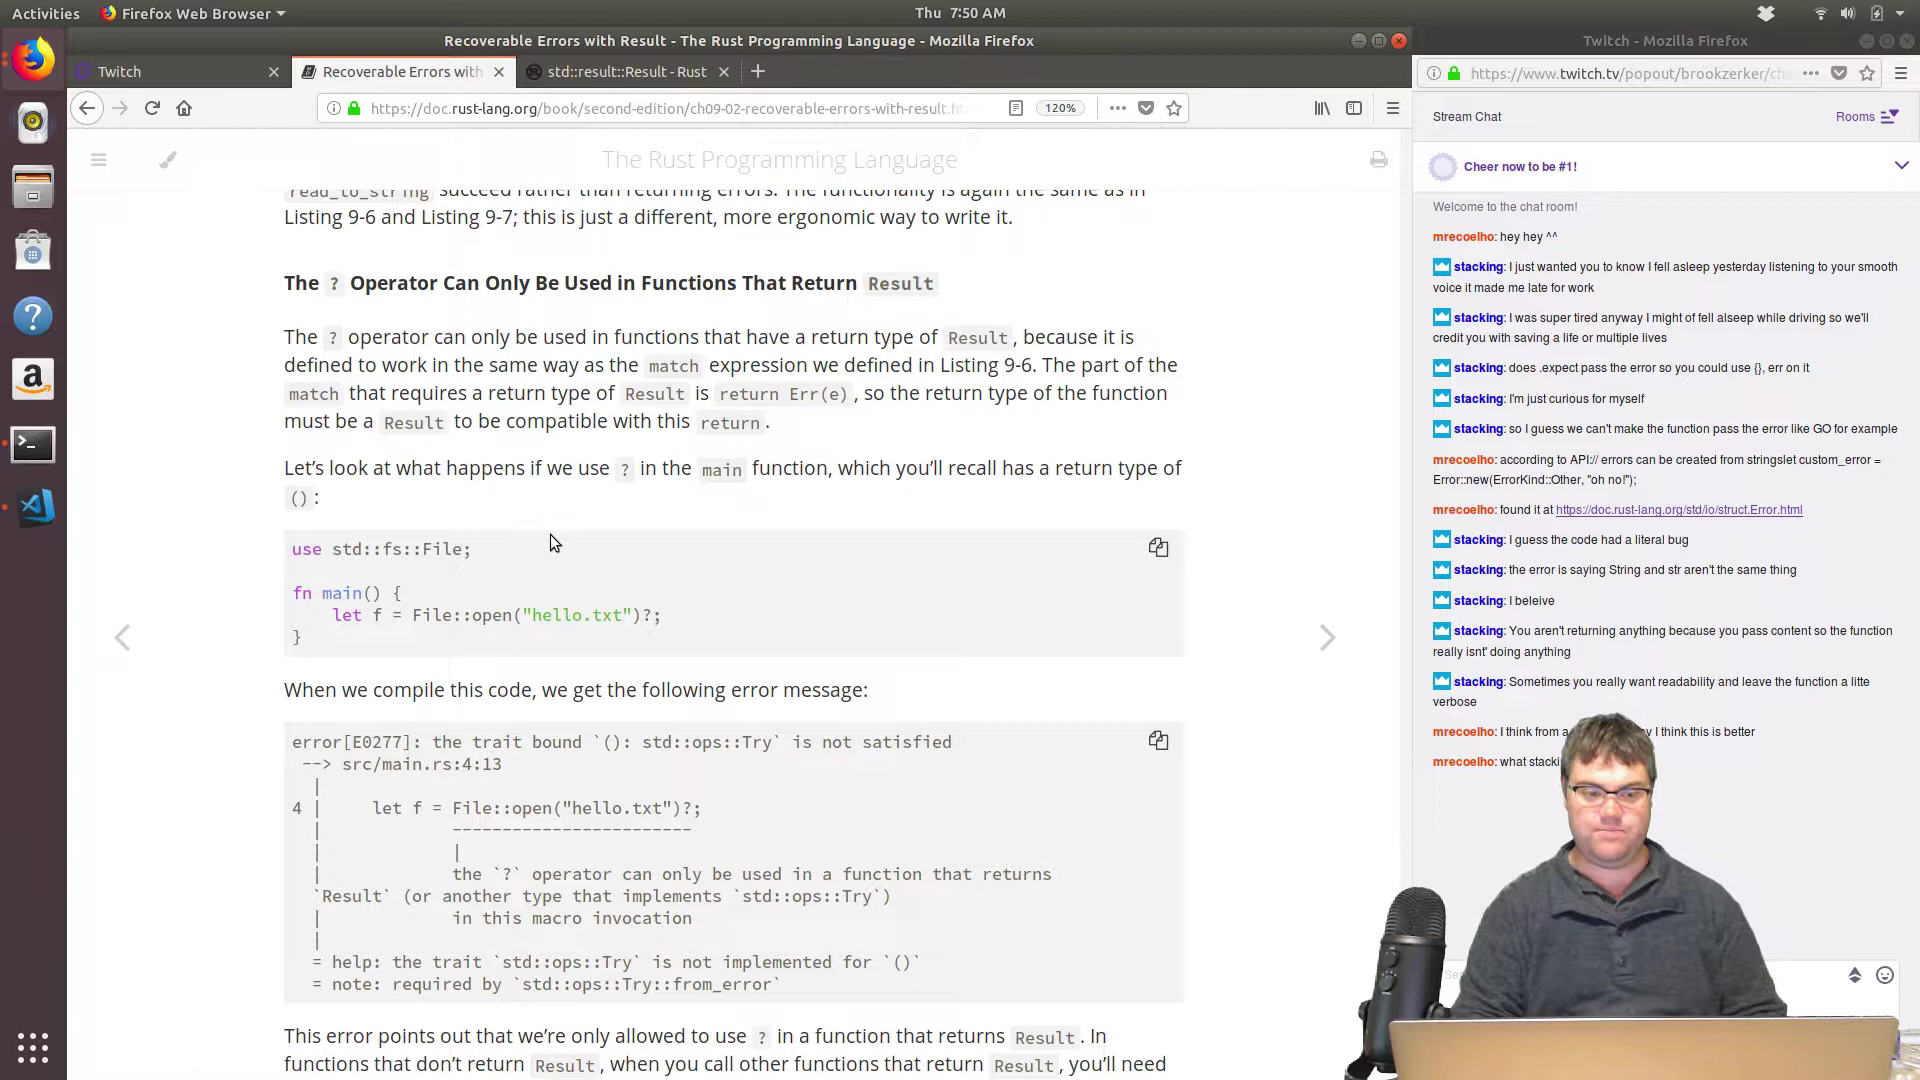 Activities
Firefox Web Browser
Thu 7:50 AM
Recoverable Errors with Result - The Rust Programming Language - Mozilla Firefox
Twitch - Mozilla Firefox
Twitch
Recoverable Errors with
std::result::Result - Rust
https://www.twitch.tv/popout/brookzerker/cha
https://doc.rust-lang.org/book/second-edition/ch09-02-recoverable-errors-with-result.ht
120%
The Rust Programming Language
read_to_string succeed rather than returning errors. The functionality is again the same as in
Listing 9-6 and Listing 9-7; this is just a different, more ergonomic way to write it.
The ? Operator Can Only Be Used in Functions That Return Result
The ? operator can only be used in functions that have a return type of Result, because it is
defined to work in the same way as the match expression we defined in Listing 9-6. The part of the
match that requires a return type of Result is return Err(e), so the return type of the function
must be a Result to be compatible with this return.
Let's look at what happens if we use ? in the main function, which you'll recall has a return type of
():
use std::fs::File;
fn main() {
    let f = File::open("hello.txt")?;
}
When we compile this code, we get the following error message:
error[E0277]: the trait bound `(): std::ops::Try` is not satisfied
 --> src/main.rs:4:13
  |
4 |     let f = File::open("hello.txt")?;
  |             ------------------------
  |             |
  |             the `?` operator can only be used in a function that returns
  `Result` (or another type that implements `std::ops::Try`)
  |             in this macro invocation
  |
  = help: the trait `std::ops::Try` is not implemented for `()`
  = note: required by `std::ops::Try::from_error`
This error points out that we're only allowed to use ? in a function that returns Result. In
functions that don't return Result, when you call other functions that return Result, you'll need
Stream Chat
Rooms
Cheer now to be #1!
Welcome to the chat room!
mrecoelho: hey hey ^^
stacking: I just wanted you to know I fell asleep yesterday listening to your smooth
voice it made me late for work
stacking: I was super tired anyway I might of fell alseep while driving so we'll
credit you with saving a life or multiple lives
stacking: does .expect pass the error so you could use {}, err on it
stacking: I'm just curious for myself
stacking: so I guess we can't make the function pass the error like GO for example
mrecoelho: according to API:// errors can be created from stringslet custom_error =
Error::new(ErrorKind::Other, "oh no!");
mrecoelho: found it at https://doc.rust-lang.org/std/io/struct.Error.html
stacking: I guess the code had a literal bug
stacking: the error is saying String and str aren't the same thing
stacking: I beleive
stacking: You aren't returning anything because you pass content so the function
really isnt' doing anything
stacking: Sometimes you really want readability and leave the function a litte
verbose
mrecoelho: I think from a I think this is better
mrecoelho: what